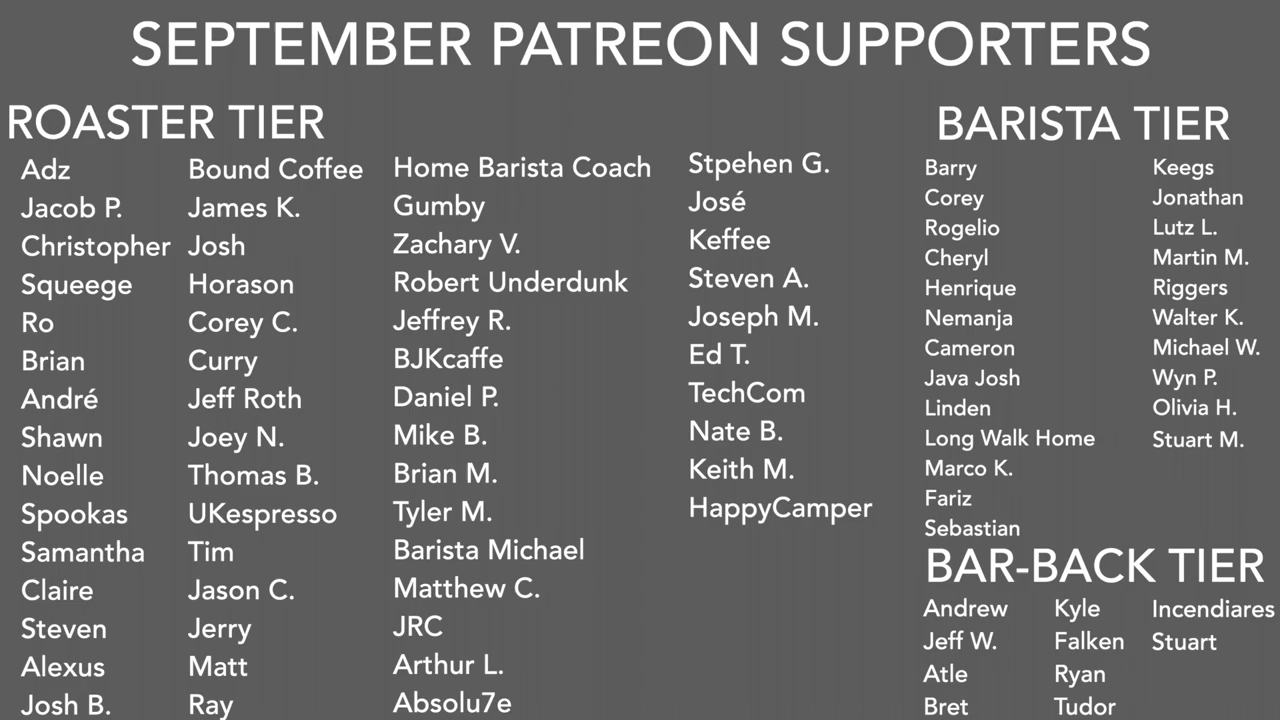 SEPTEMBER PATREON SUPPORTERS
ROASTER TIER
Adz
Jacob P.
Christopher
Squeege
Ro
Brian
André
Shawn
Noelle
Spookas
Samantha
Claire
Steven
Alexus
Josh B.
Bound Coffee
James K.
Josh
Horason
Corey C.
Curry
Jeff Roth
Joey N.
Thomas B.
UKespresso
Tim
Jason C.
Jerry
Matt
Ray
Home Barista Coach
Gumby
Zachary V.
Robert Underdunk
Jeffrey R.
BJKcaffe
Daniel P.
Mike B.
Brian M.
Tyler M.
Barista Michael
Matthew C.
JRC
Arthur L.
Absolu7e
Stpehen G.
José
Keffee
Steven A.
Joseph M.
Ed T.
TechCom
Nate B.
Keith M.
HappyCamper
BARISTA TIER
Barry
Corey
Rogelio
Cheryl
Henrique
Nemanja
Cameron
Java Josh
Linden
Long Walk Home
Marco K.
Fariz
Sebastian
Keegs
Jonathan
Lutz L.
Martin M.
Riggers
Walter K.
Michael W.
Wyn P.
Olivia H.
Stuart M.
BAR-BACK TIER
Andrew
Jeff W.
Atle
Bret
Kyle
Falken
Ryan
Tudor
Incendiares
Stuart